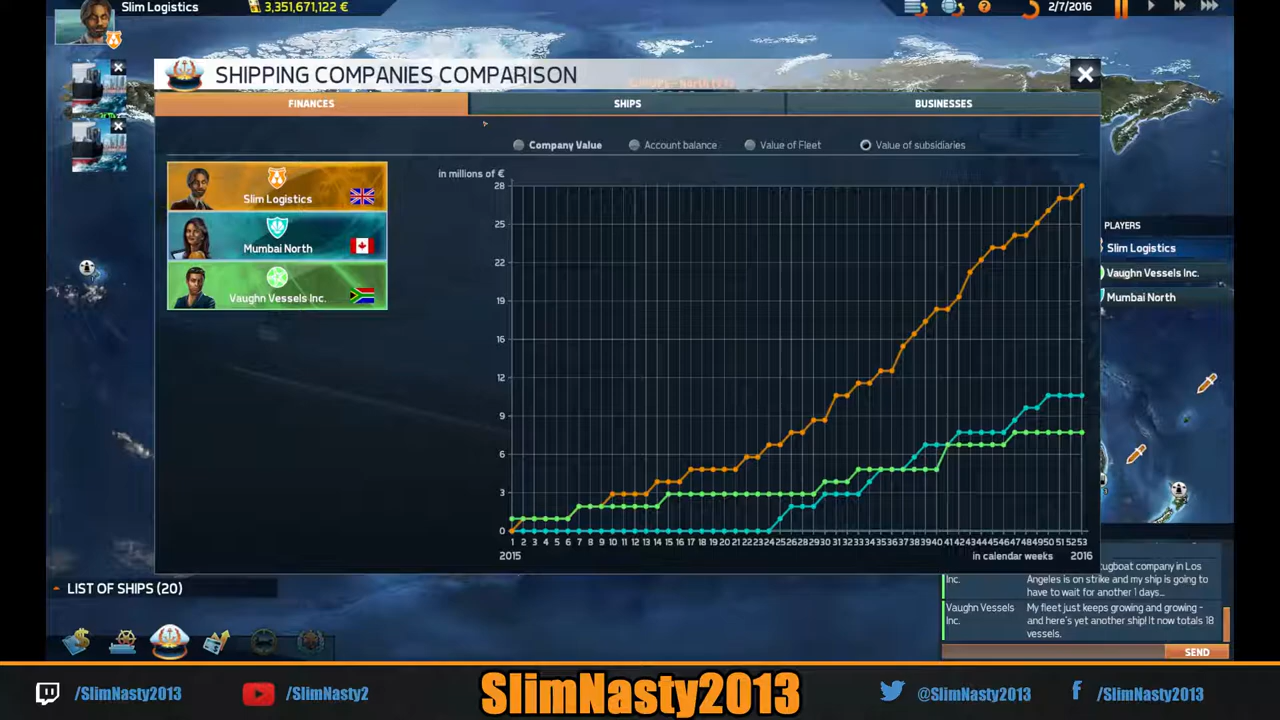 Slim Logistics
3,351,671,122 €
2/7/2016
SHIPPING COMPANIES COMPARISON
FINANCES
SHIPS
BUSINESSES
Company Value
Account balance
Value of Fleet
Value of subsidiaries
in millions of €
Slim Logistics
Mumbai North
Vaughn Vessels Inc.
28
25
22
19
16
12
9
6
3
0
1 2 3 4 5 6 7 8 9 10 11 12 13 14 15 16 17 18 19 20 21 22 23 24 25 26 27 28 29 30 31 32 33 34 35 36 37 38 39 40 41 42 43 44 45 46 47 48 49 50 51 52 53
2015
in calendar weeks
2016
PLAYERS
Slim Logistics
Vaughn Vessels Inc.
Mumbai North
LIST OF SHIPS (20)
Inc.
tugboat company in Los
Angeles is on strike and my ship is going to
have to wait for another 1 days...
Vaughn Vessels
Inc.
My fleet just keeps growing and growing -
and here's yet another ship! It now totals 18
vessels.
SEND
/SlimNasty2013
/SlimNasty2
SlimNasty2013
@SlimNasty2013
/SlimNasty2013